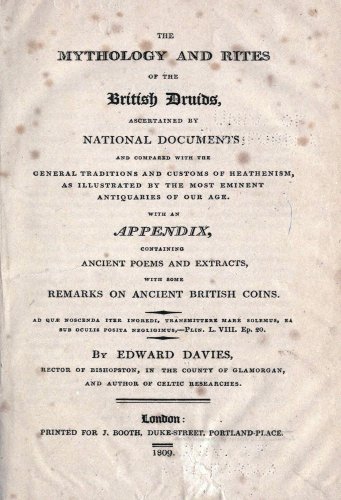 THE
MYTHOLOGY AND RITES
OF THE
British Druids,
ASCERTAINED BY
NATIONAL DOCUMENTS;
AND COMPARED WITH THE
GENERAL TRADITIONS AND CUSTOMS OF HEATHENISM,
AS ILLUSTRATED BY THE MOST EMINENT
ANTIQUARIES OF OUR AGE.
WITH AN
APPENDIX,
CONTAINING
ANCIENT POEMS AND EXTRACTS,
WITH SOME
REMARKS ON ANCIENT BRITISH COINS.
AD QUÆ NOSCENDA ITER INGREDI, TRANSMITTERE MARE SOLEMUS, EA
SUB OCULIS POSITA NEGLIGIMUS,—PLIN. L. VIII. Ep. 20.
BY EDWARD DAVIES,
RECTOR OF BISHOPSTON, IN THE COUNTY OF GLAMORGAN,
AND AUTHOR OF CELTIC RESEARCHES.
London:
PRINTED FOR J. BOOTH, DUKE-STREET, PORTLAND-PLACE.
1809.